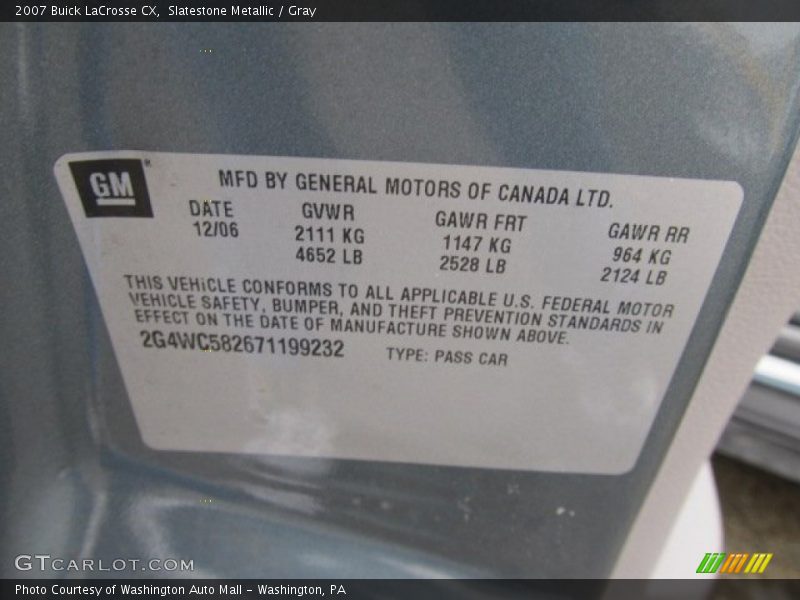 2007 Buick LaCrosse CX, Slatestone Metallic / Gray
GM
MFD BY GENERAL MOTORS OF CANADA LTD.
DATE GVWR GAWR FRT GAWR RR
12/06 2111 KG 1147 KG 964 KG
4652 LB 2528 LB 2124 LB
THIS VEHICLE CONFORMS TO ALL APPLICABLE U.S. FEDERAL MOTOR
VEHICLE SAFETY, BUMPER, AND THEFT PREVENTION STANDARDS IN
EFFECT ON THE DATE OF MANUFACTURE SHOWN ABOVE.
2G4WC582671199232 TYPE: PASS CAR
GTCARLOT.COM
Photo Courtesy of Washington Auto Mall - Washington, PA